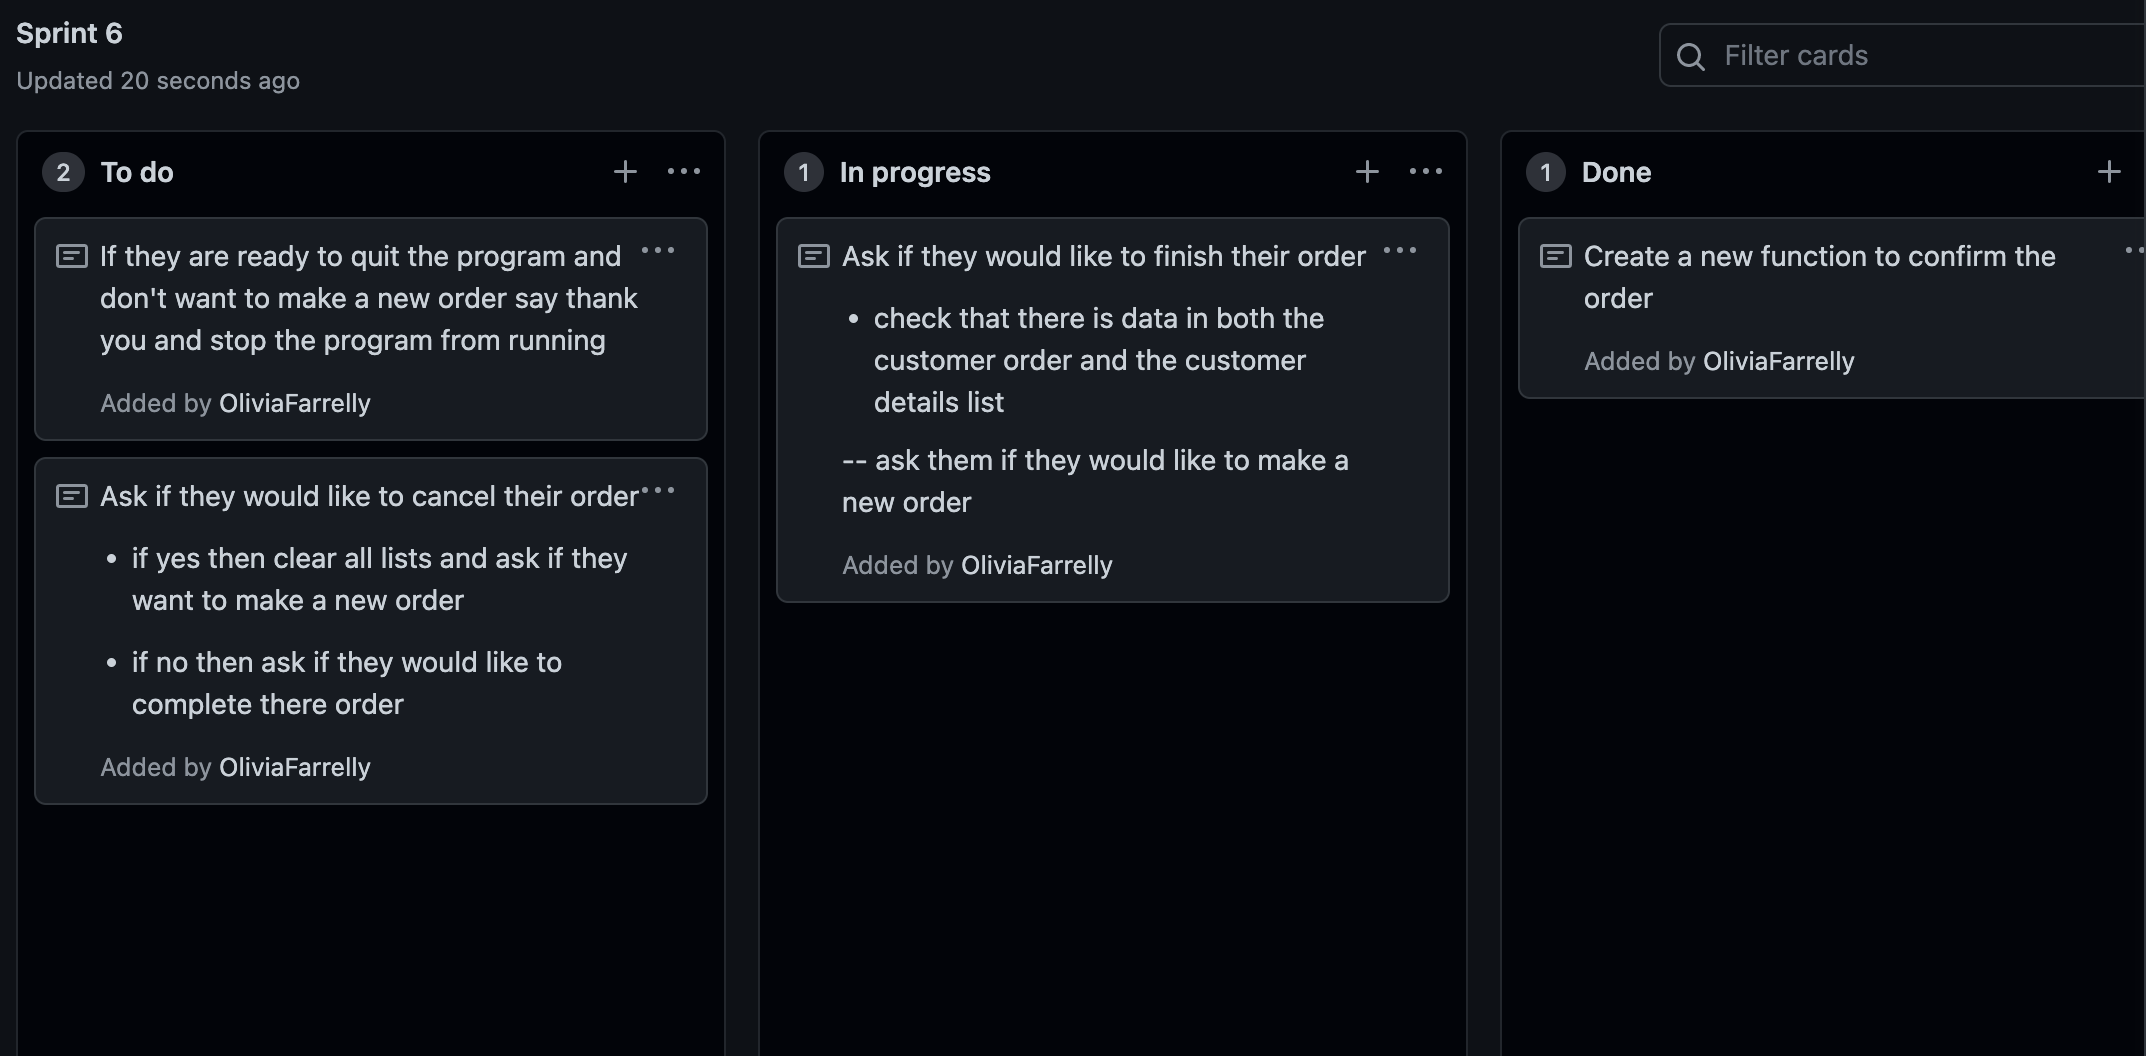 Sprint 6
Updated 20 seconds ago
Filter cards
2 To do
If they are ready to quit the program and
don't want to make a new order say thank
you and stop the program from running
Added by OliviaFarrelly
Ask if they would like to cancel their order
• if yes then clear all lists and ask if they
want to make a new order
• if no then ask if they would like to
complete there order
Added by OliviaFarrelly
1 In progress
Ask if they would like to finish their order
• check that there is data in both the
customer order and the customer
details list
-- ask them if they would like to make a
new order
Added by OliviaFarrelly
1 Done
Create a new function to confirm the
order
Added by OliviaFarrelly